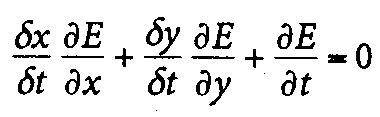 δx/δt ∂E/∂x + δy/δt ∂E/∂y + ∂E/∂t = 0